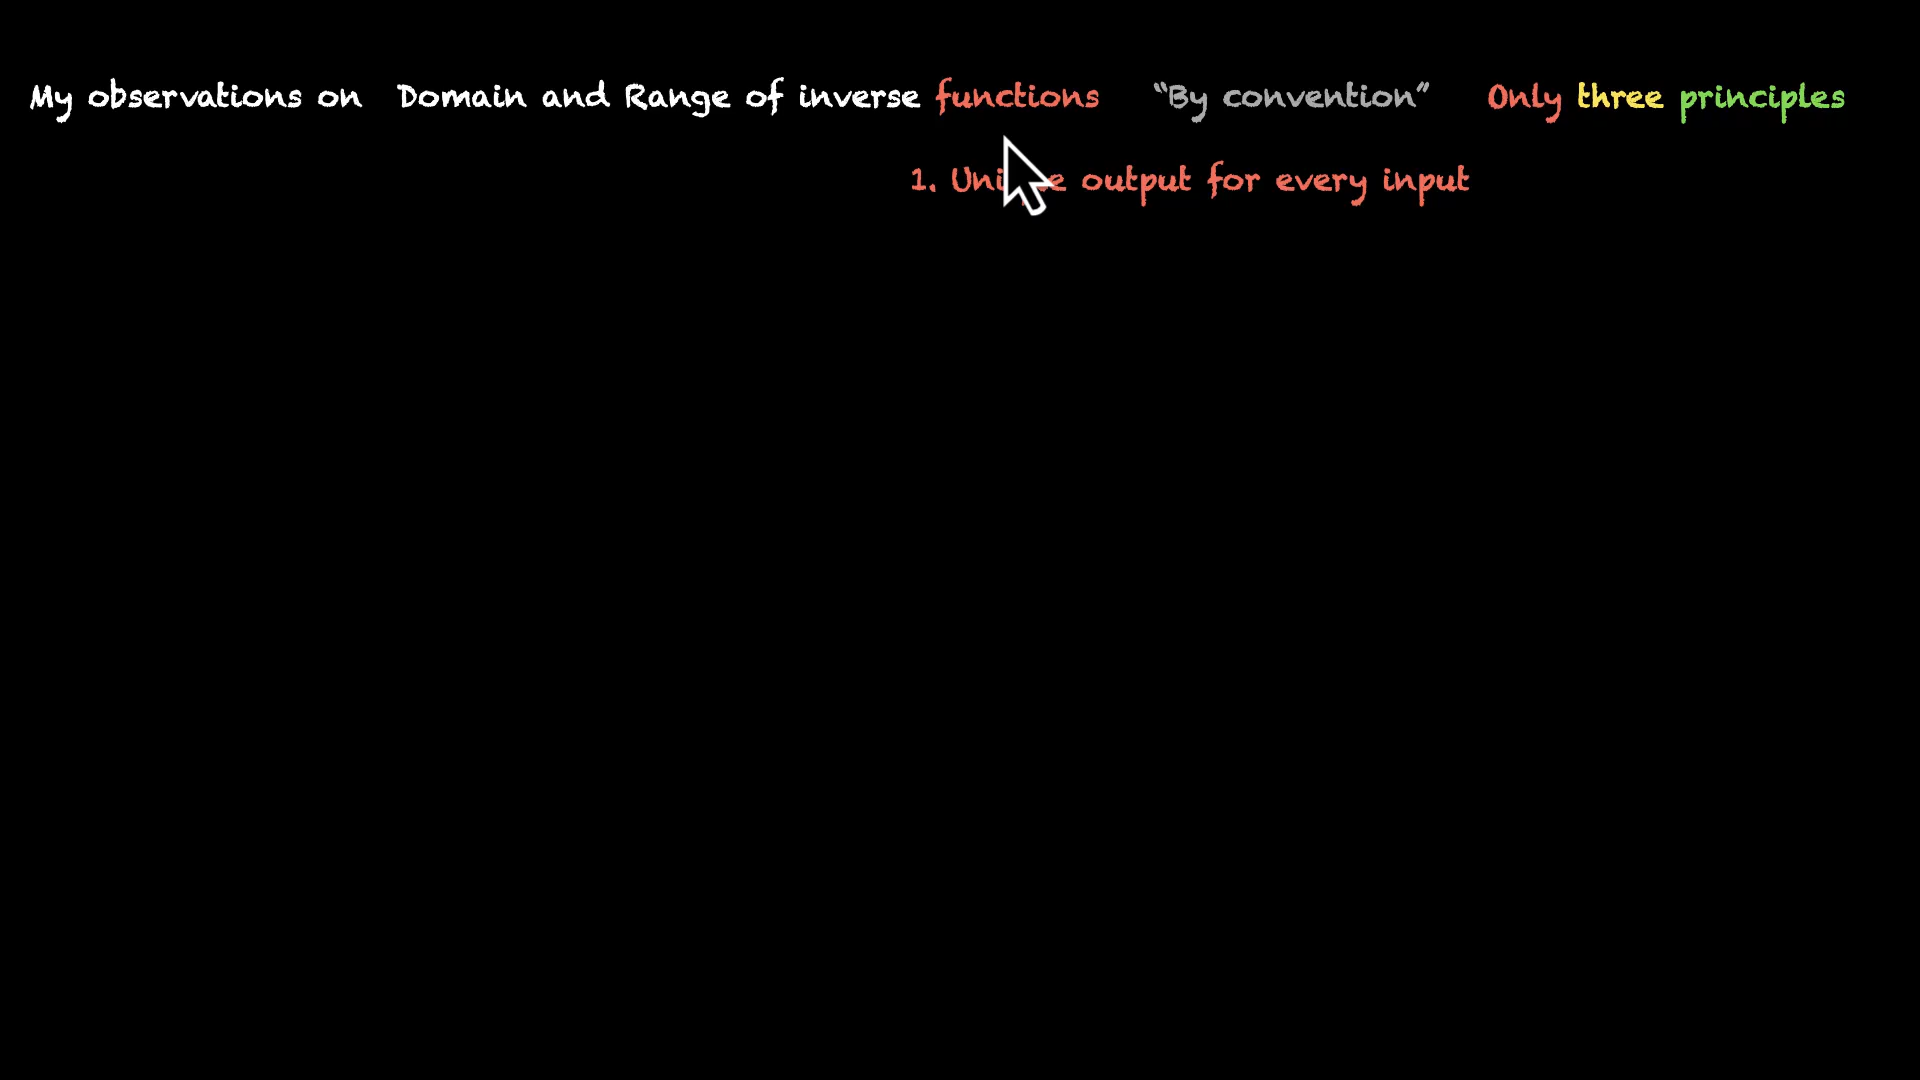 My observations on Domain and Range of inverse functions “By convention” Only three principles
1. output for every input